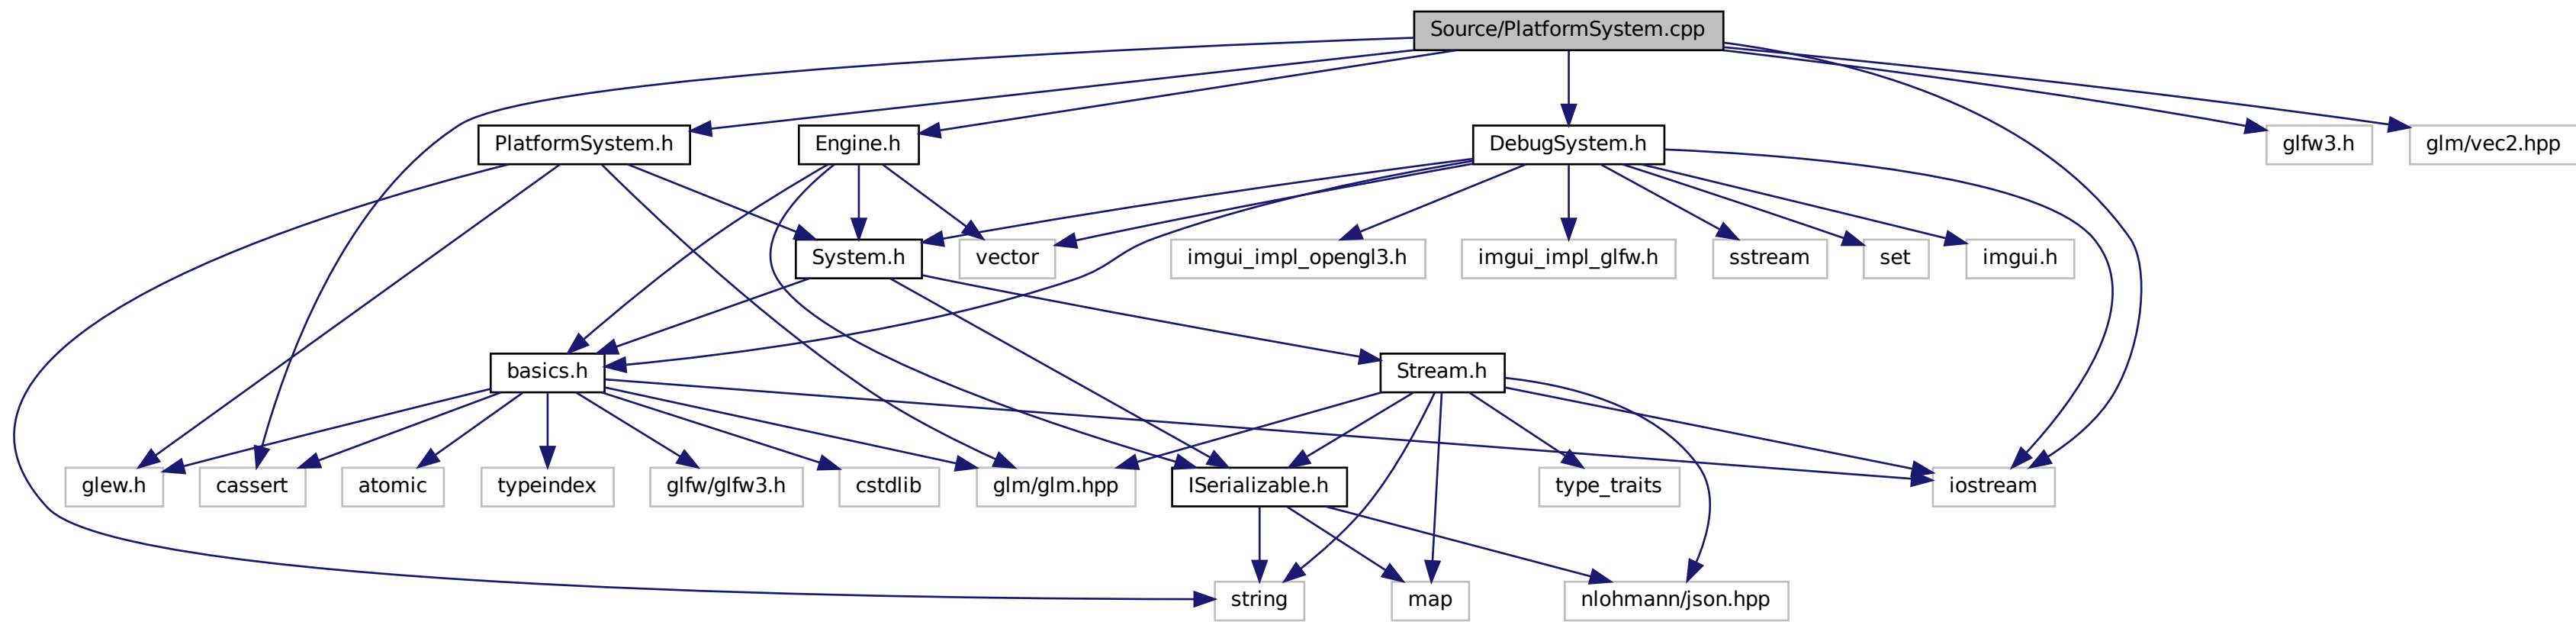 Source/PlatformSystem.cpp
PlatformSystem.h
Engine.h
DebugSystem.h
glfw3.h
glm/vec2.hpp
System.h
vector
imgui_impl_opengl3.h
imgui_impl_glfw.h
sstream
set
imgui.h
basics.h
Stream.h
glew.h
cassert
atomic
typeindex
glfw/glfw3.h
cstdlib
glm/glm.hpp
ISerializable.h
type_traits
iostream
string
map
nlohmann/json.hpp